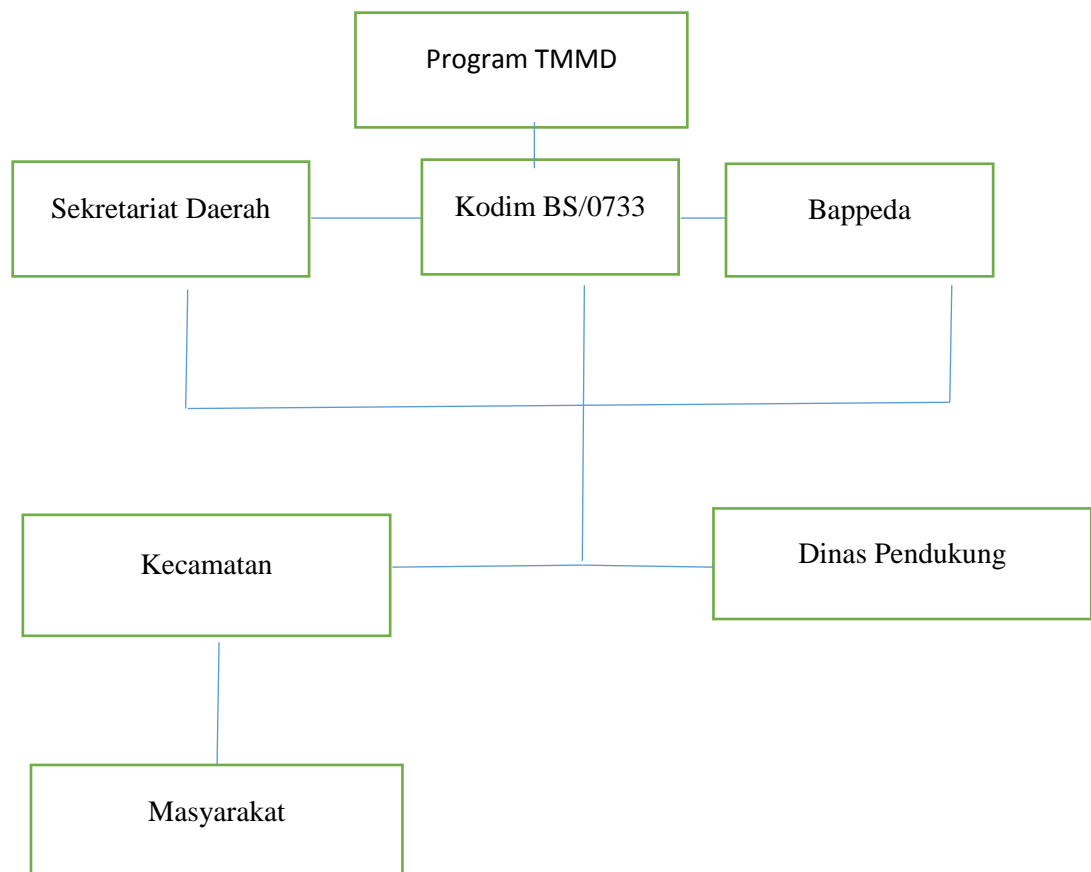 Program TMMD
Sekretariat Daerah
Kodim BS/0733
Bappeda
Kecamatan
Dinas Pendukung
Masyarakat